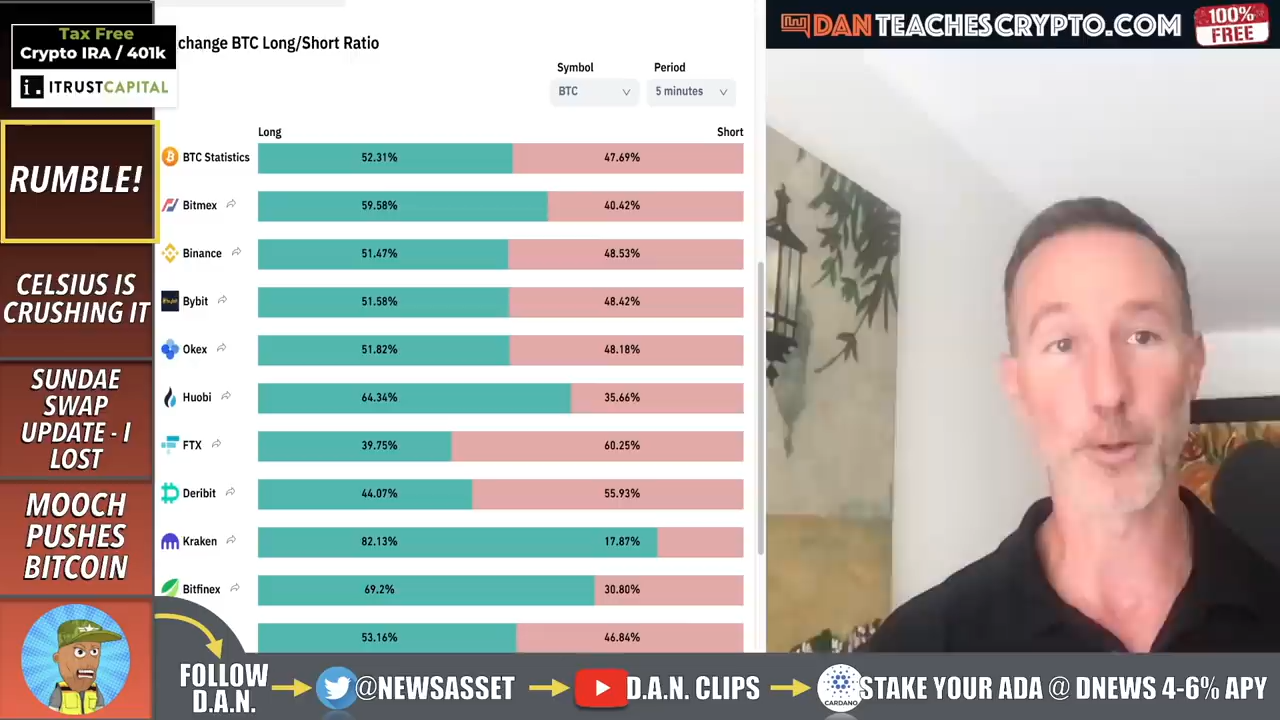 Tax Free
Crypto IRA / 401k
ITRUSTCAPITAL
RUMBLE!
CELSIUS IS
CRUSHING IT
SUNDAE
SWAP
UPDATE - I
LOST
MOOCH
PUSHES
BITCOIN
change BTC Long/Short Ratio
Symbol Period
BTC 5 minutes
Long Short
BTC Statistics 52.31% 47.69%
Bitmex 59.58% 40.42%
Binance 51.47% 48.53%
Bybit 51.58% 48.42%
Okex 51.82% 48.18%
Huobi 64.34% 35.66%
FTX 39.75% 60.25%
Deribit 44.07% 55.93%
Kraken 82.13% 17.87%
Bitfinex 69.2% 30.80%
53.16% 46.84%
DANTEACHESCRYPTO.COM
100%
FREE
FOLLOW
D.A.N.
@NEWSASSET
D.A.N. CLIPS
CARDANO
STAKE YOUR ADA @ DNEWS 4-6% APY